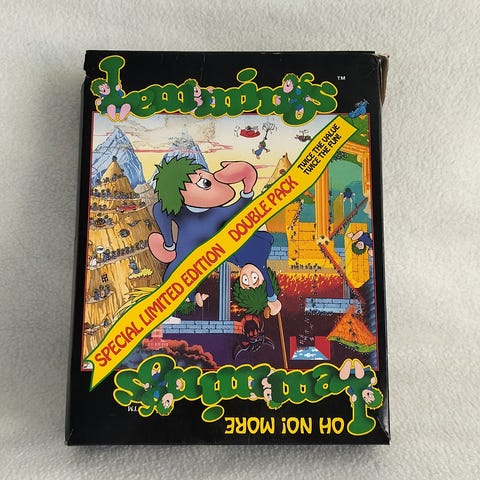 Lemmings
™
TWICE THE VALUE
-TWICE THE FUN!
SPECIAL LIMITED EDITION DOUBLE PACK
OH NO! MORE
Lemmings
™